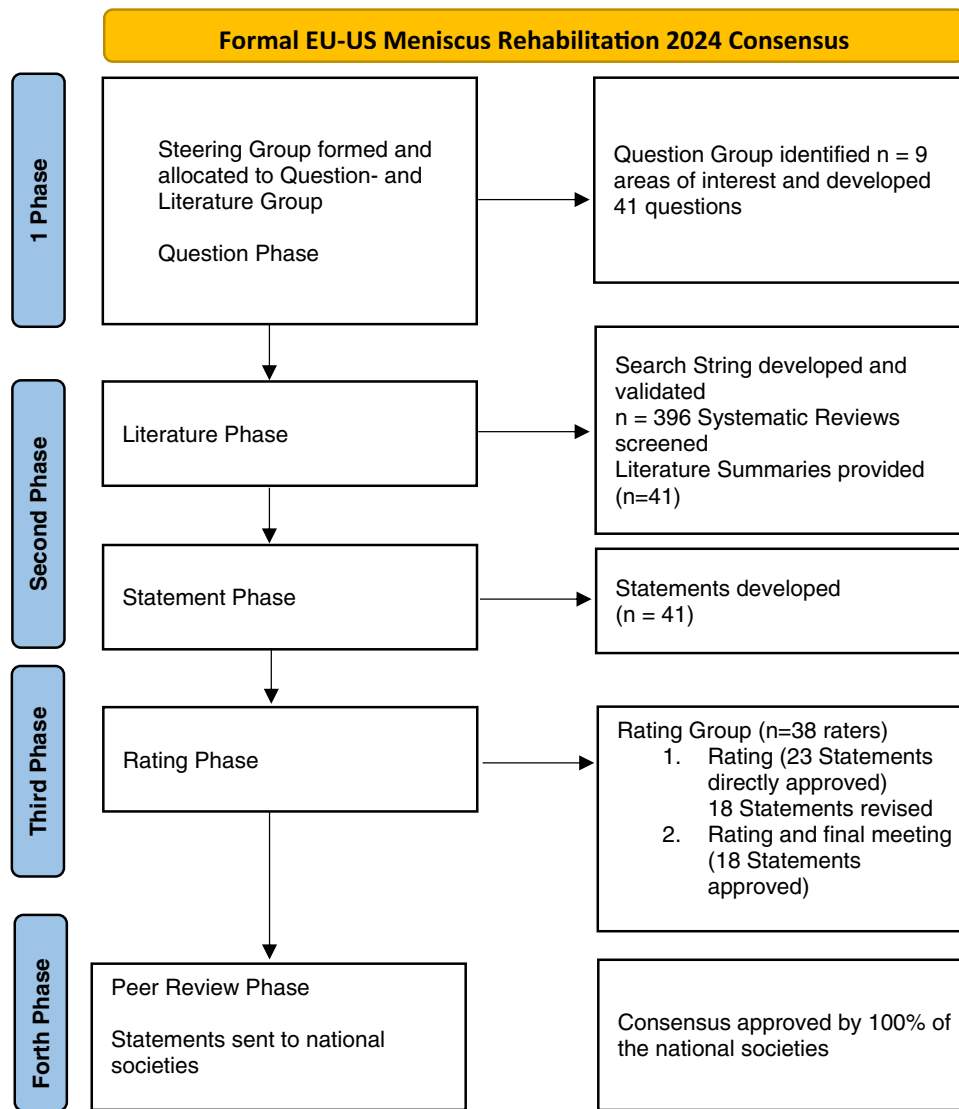 Formal EU-US Meniscus Rehabilitation 2024 Consensus
1 Phase
Steering Group formed and
allocated to Question- and
Literature Group
Question Phase
Question Group identified n = 9
areas of interest and developed
41 questions
Second Phase
Literature Phase
Search String developed and
validated
n = 396 Systematic Reviews
screened
Literature Summaries provided
(n=41)
Statement Phase
Statements developed
(n = 41)
Third Phase
Rating Phase
Rating Group (n=38 raters)
1. Rating (23 Statements
directly approved)
18 Statements revised
2. Rating and final meeting
(18 Statements
approved)
Forth Phase
Peer Review Phase
Statements sent to national
societies
Consensus approved by 100% of
the national societies